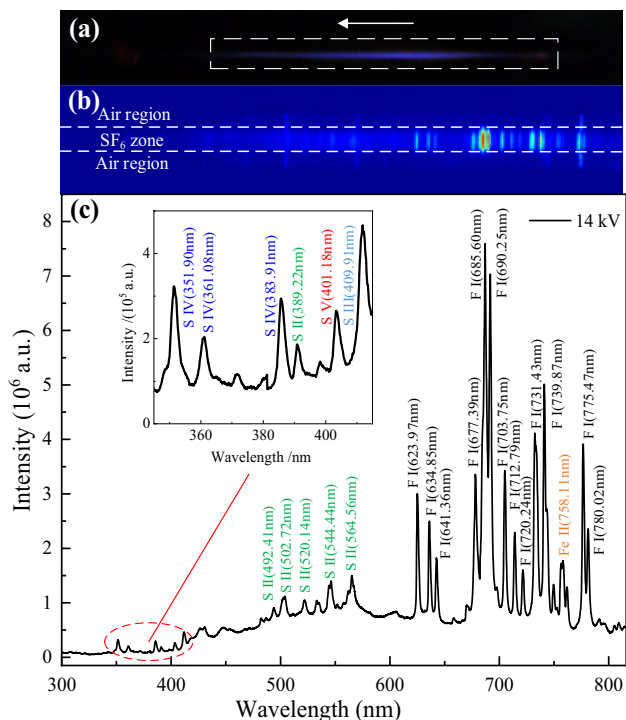 (a)
(b)
Air region
SF₆ zone
Air region
(c)
14 kV
Intensity (10⁶ a.u.)
8
7
6
5
4
3
2
1
0
300
400
500
600
700
800
Wavelength (nm)
Intensity /(10⁵ a.u.)
4
2
1
360
380
400
Wavelength /nm
S IV(351.90nm)
S IV(361.08nm)
S IV(383.91nm)
S II(389.22nm)
S V(401.18nm)
S III(409.91nm)
S II(492.41nm)
S II(502.72nm)
S II(520.14nm)
S II(544.44nm)
S II(564.56nm)
F I(623.97nm)
F I(634.85nm)
F I(641.36nm)
F I(677.39nm)
F I(685.60nm)
F I(690.25nm)
F I(703.75nm)
F I(712.79nm)
F I(720.24nm)
F I(731.43nm)
F I(739.87nm)
Fe II(758.11nm)
F I(775.47nm)
F I(780.02nm)